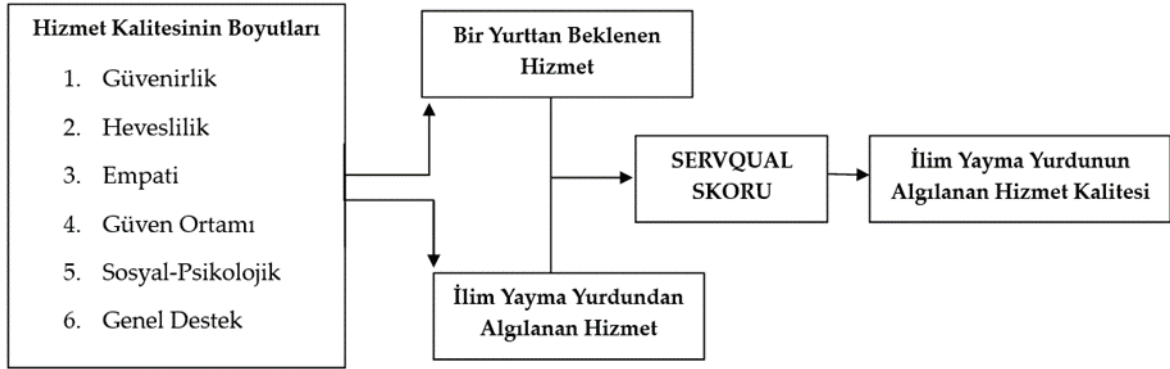 Hizmet Kalitesinin Boyutları
1. Güvenirlik
2. Heveslilik
3. Empati
4. Güven Ortamı
5. Sosyal-Psikolojik
6. Genel Destek
Bir Yurttan Beklenen
Hizmet
İlim Yayma Yurdundan
Algılanan Hizmet
SERVQUAL
SKORU
İlim Yayma Yurdunun
Algılanan Hizmet Kalitesi